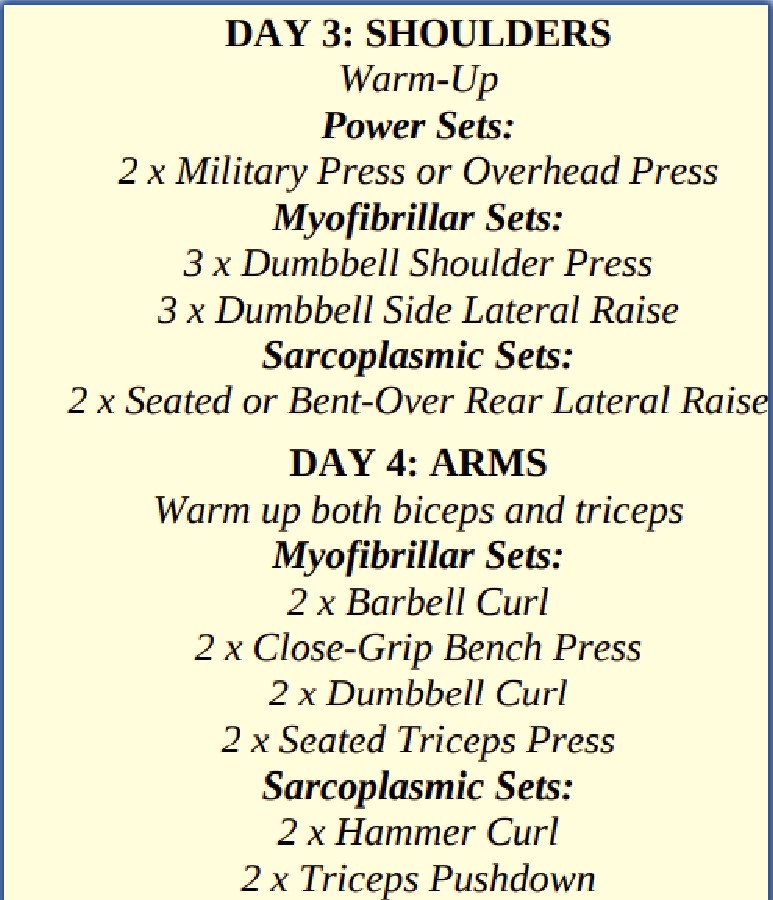 DAY 3: SHOULDERS
Warm-Up
Power Sets:
2 x Military Press or Overhead Press
Myofibrillar Sets:
3 x Dumbbell Shoulder Press
3 x Dumbbell Side Lateral Raise
Sarcoplasmic Sets:
2 x Seated or Bent-Over Rear Lateral Raise
DAY 4: ARMS
Warm up both biceps and triceps
Myofibrillar Sets:
2 x Barbell Curl
2 x Close-Grip Bench Press
2 x Dumbbell Curl
2 x Seated Triceps Press
Sarcoplasmic Sets:
2 x Hammer Curl
2 x Triceps Pushdown